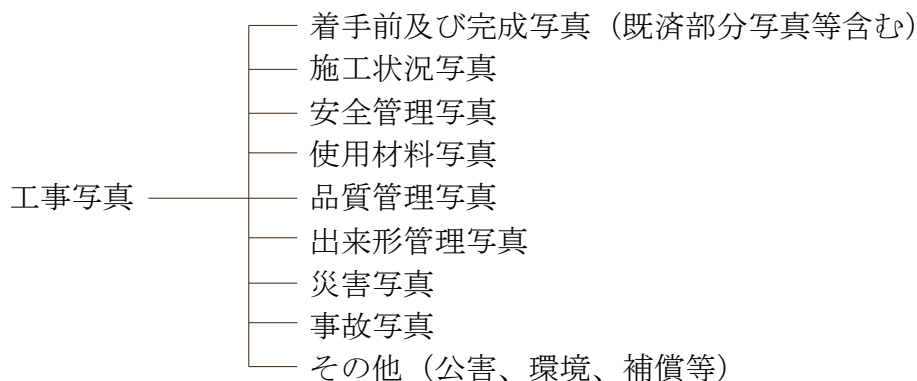 着手前及び完成写真（既済部分写真等含む）
施工状況写真
安全管理写真
使用材料写真
工事写真
品質管理写真
出来形管理写真
災害写真
事故写真
その他（公害、環境、補償等）